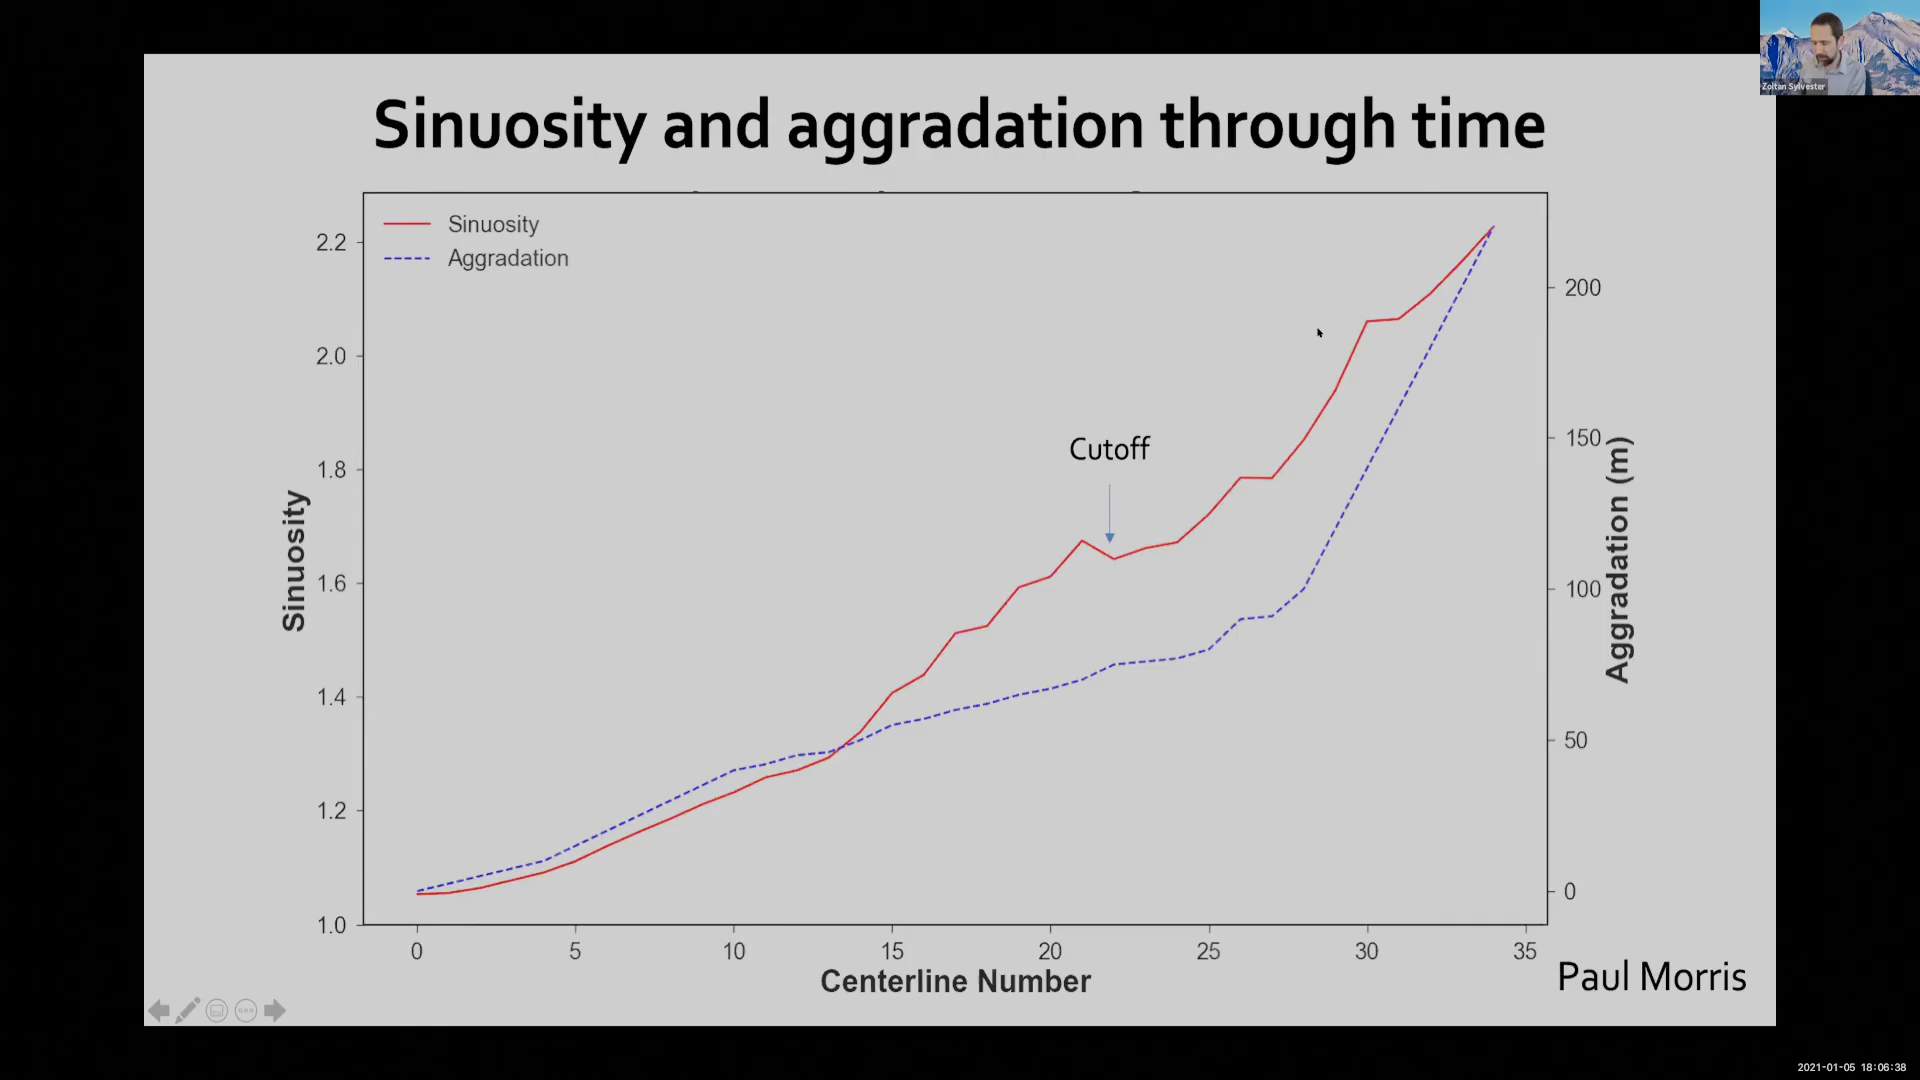 Zoltan Sylvester
Sinuosity and aggradation through time
Sinuosity
Aggradation
2.2
2.0
1.8
1.6
1.4
1.2
1.0
Sinuosity
Cutoff
200
150
100
50
0
Aggradation (m)
0 5 10 15 20 25 30 35
Centerline Number
Paul Morris
2021-01-05 18:06:38